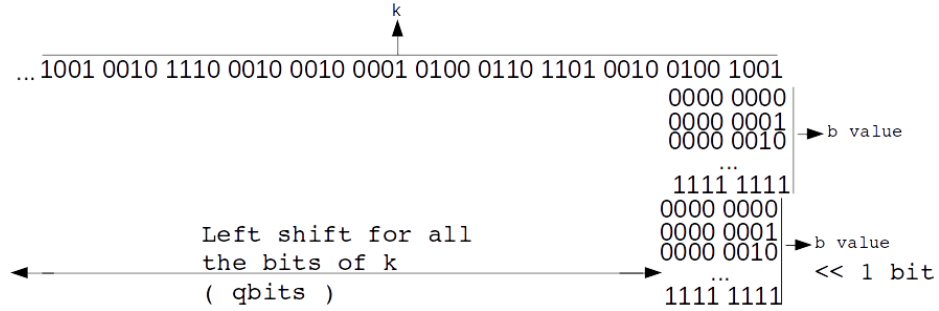 k
...1001 0010 1110 0010 0010 0001 0100 0110 1101 0010 0100 1001
0000 0000
0000 0001
0000 0010
...
1111 1111
b value
0000 0000
0000 0001
0000 0010
...
1111 1111
b value
<< 1 bit
Left shift for all
the bits of k
( qbits )